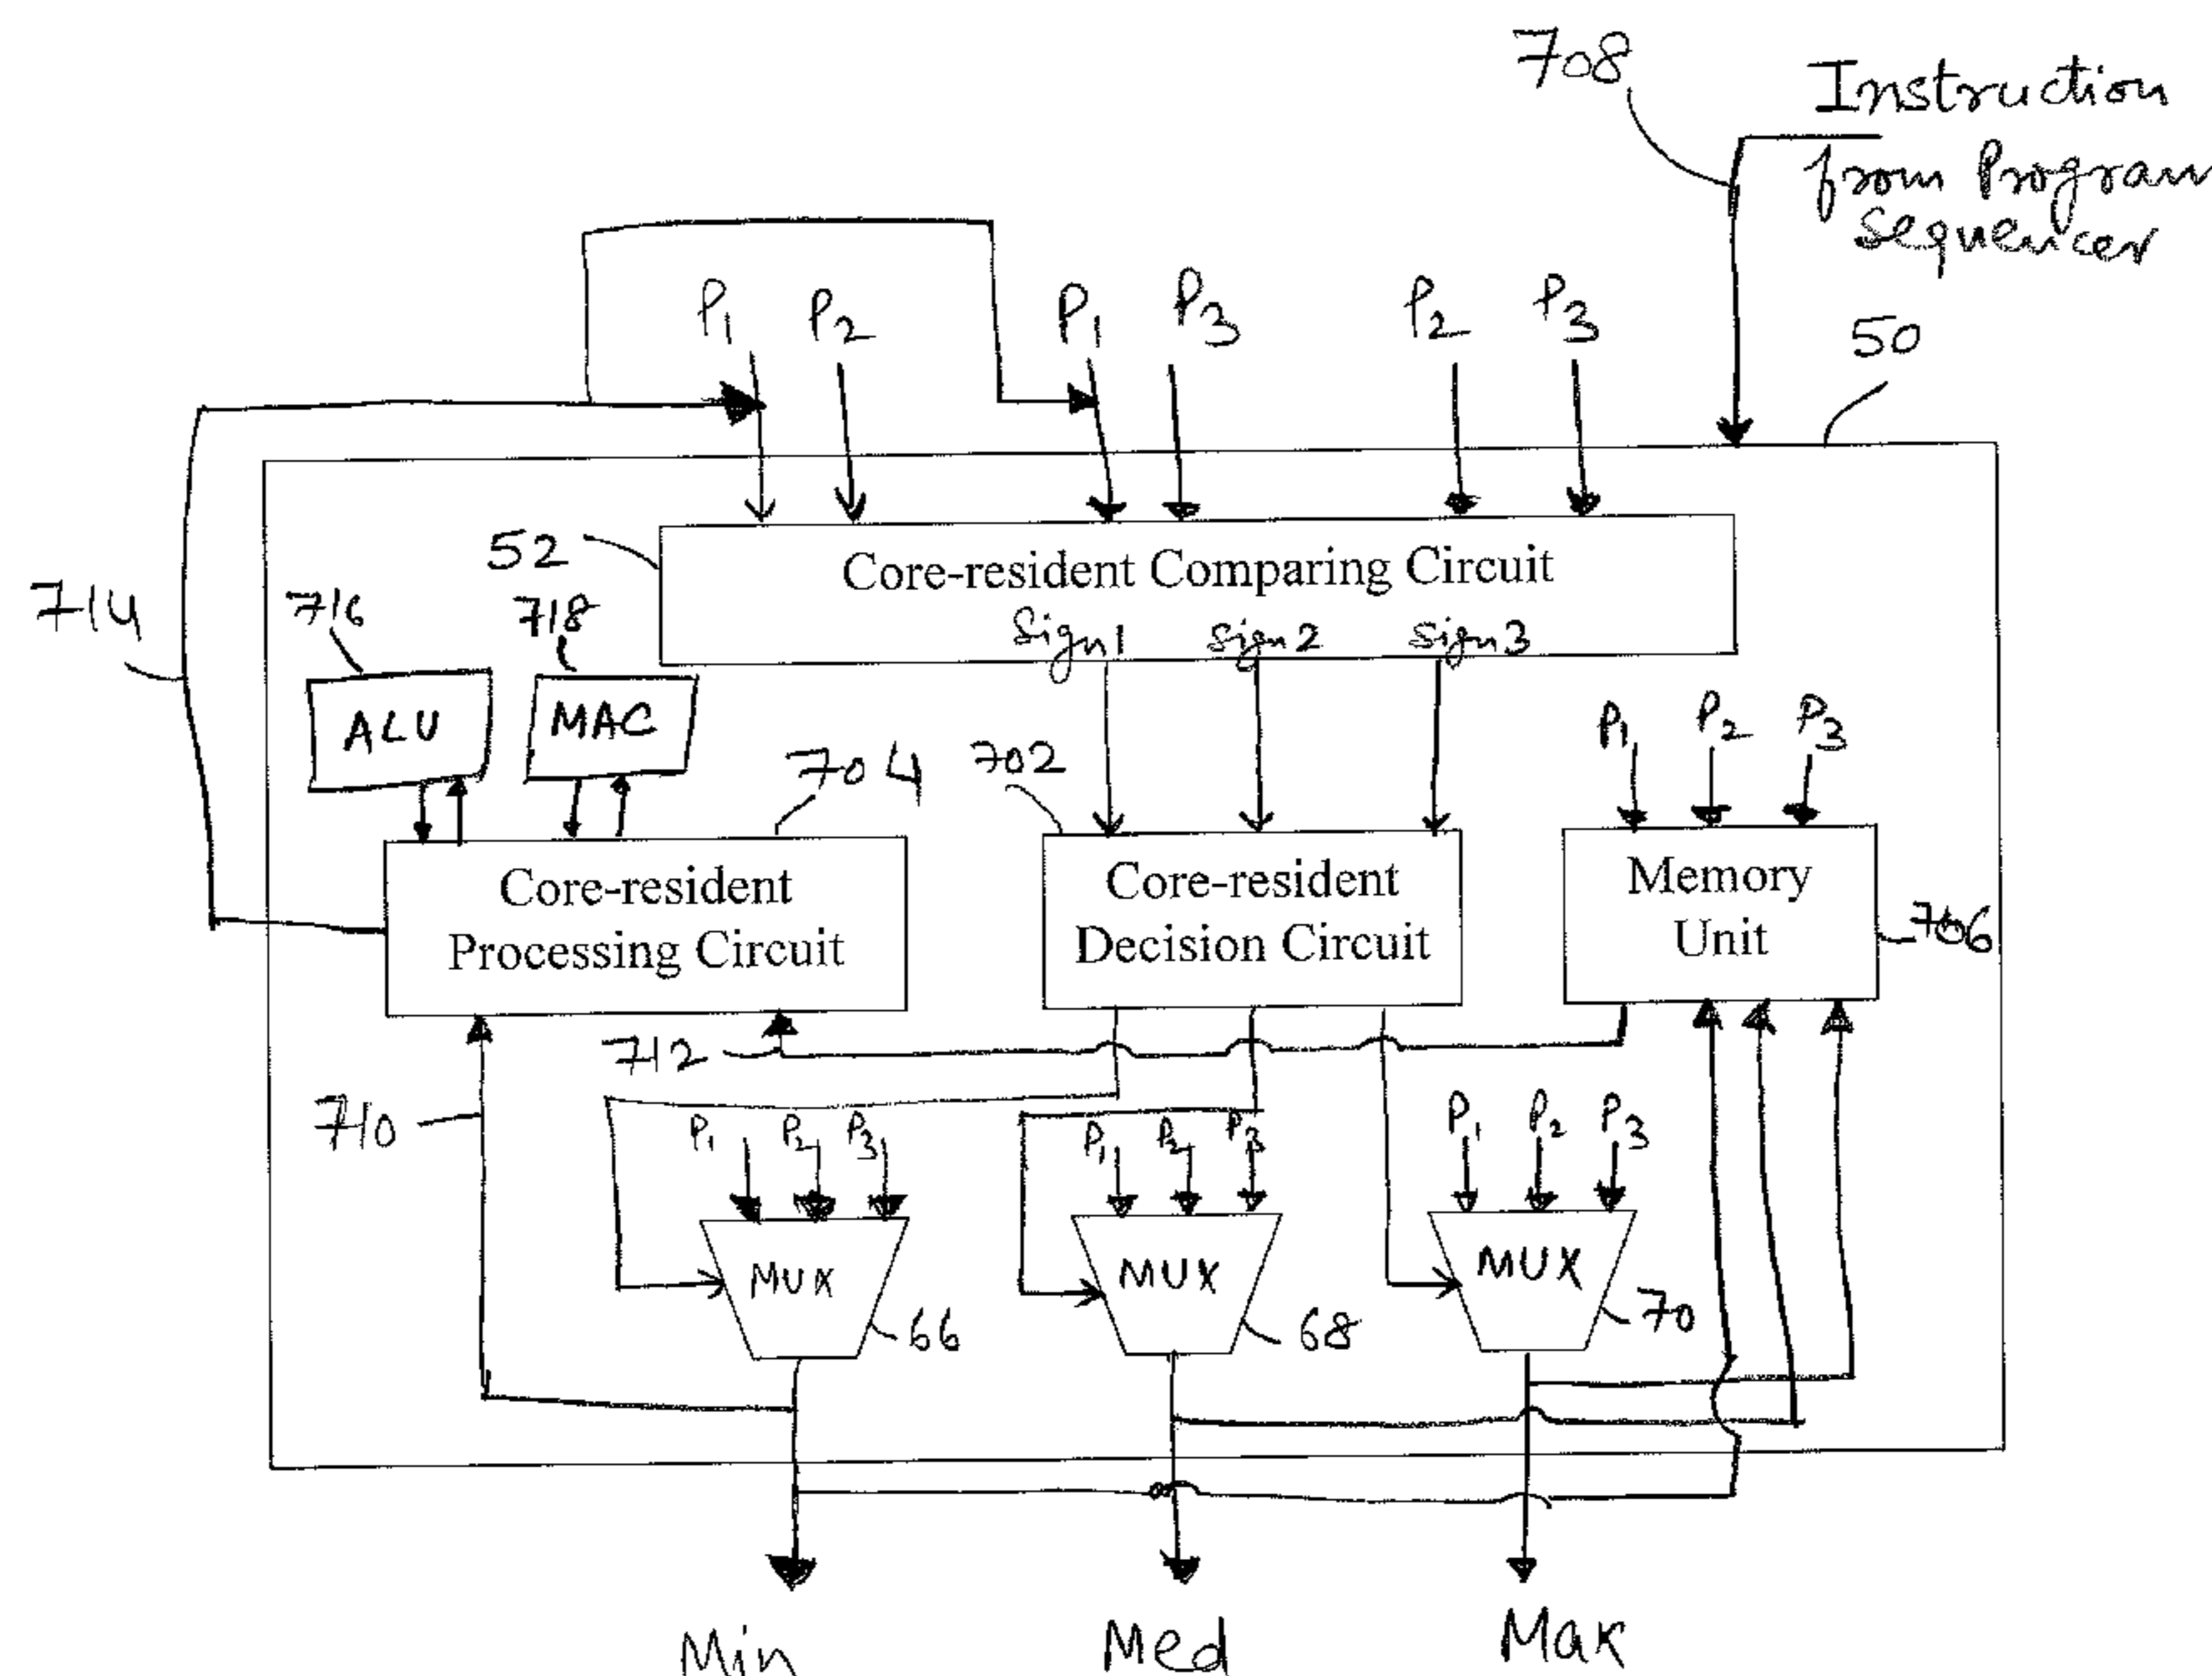 708
Instruction
from Program
Sequencer
P1 P2 P1 P3 P2 P3
50
52
Core-resident Comparing Circuit
Sign1 Sign2 Sign3
714
716
718
ALU
MAC
704
702
P1 P2 P3
Core-resident
Processing Circuit
Core-resident
Decision Circuit
Memory
Unit
706
712
710
P1 P2 P3
P1 P2 P3
P1 P2 P3
MUX
MUX
MUX
66
68
70
Min
Med
Max